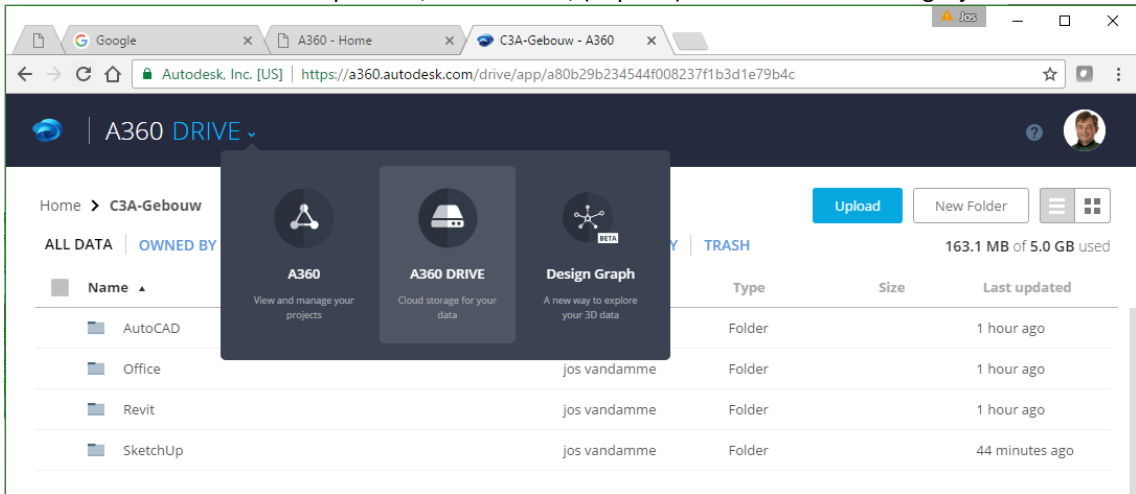 Jos
Google
A360 - Home
C3A-Gebouw - A360
Autodesk, Inc. [US] | https://a360.autodesk.com/drive/app/a80b29b234544f008237f1b3d1e79b4c
A360 DRIVE
Home > C3A-Gebouw
Upload
New Folder
ALL DATA
OWNED BY
Y
TRASH
163.1 MB of 5.0 GB used
A360
View and manage your
projects
A360 DRIVE
Cloud storage for your
data
BETA
Design Graph
A new way to explore
your 3D data
Name
Type
Size
Last updated
AutoCAD
Folder
1 hour ago
Office
jos vandamme
Folder
1 hour ago
Revit
jos vandamme
Folder
1 hour ago
SketchUp
jos vandamme
Folder
44 minutes ago